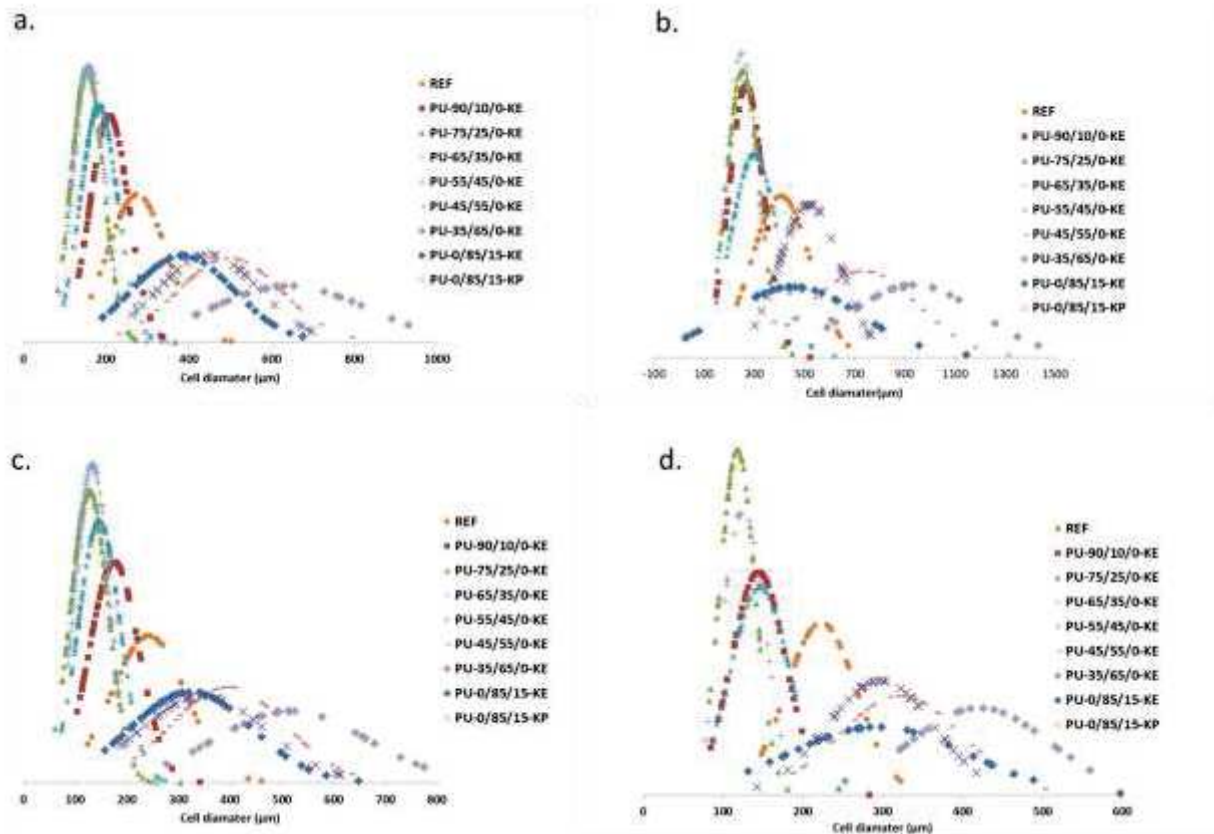 a.
REF
PU-90/10/0-KE
PU-75/25/0-KE
PU-65/35/0-KE
PU-55/45/0-KE
PU-45/55/0-KE
PU-35/65/0-KE
PU-0/85/15-KE
PU-0/85/15-KP
0 200 400 600 800 1000
Cell diamater (µm)
b.
REF
PU-90/10/0-KE
PU-75/25/0-KE
PU-65/35/0-KE
PU-55/45/0-KE
PU-45/55/0-KE
PU-35/65/0-KE
PU-0/85/15-KE
PU-0/85/15-KP
-100 100 300 500 700 900 1100 1300 1500
Cell diamater(µm)
c.
REF
PU-90/10/0-KE
PU-75/25/0-KE
PU-65/35/0-KE
PU-55/45/0-KE
PU-45/55/0-KE
PU-35/65/0-KE
PU-0/85/15-KE
PU-0/85/15-KP
0 100 200 300 400 500 600 700 800
Cell diamater (µm)
d.
REF
PU-90/10/0-KE
PU-75/25/0-KE
PU-65/35/0-KE
PU-55/45/0-KE
PU-45/55/0-KE
PU-35/65/0-KE
PU-0/85/15-KE
PU-0/85/15-KP
0 100 200 300 400 500 600
Cell diamater (µm)